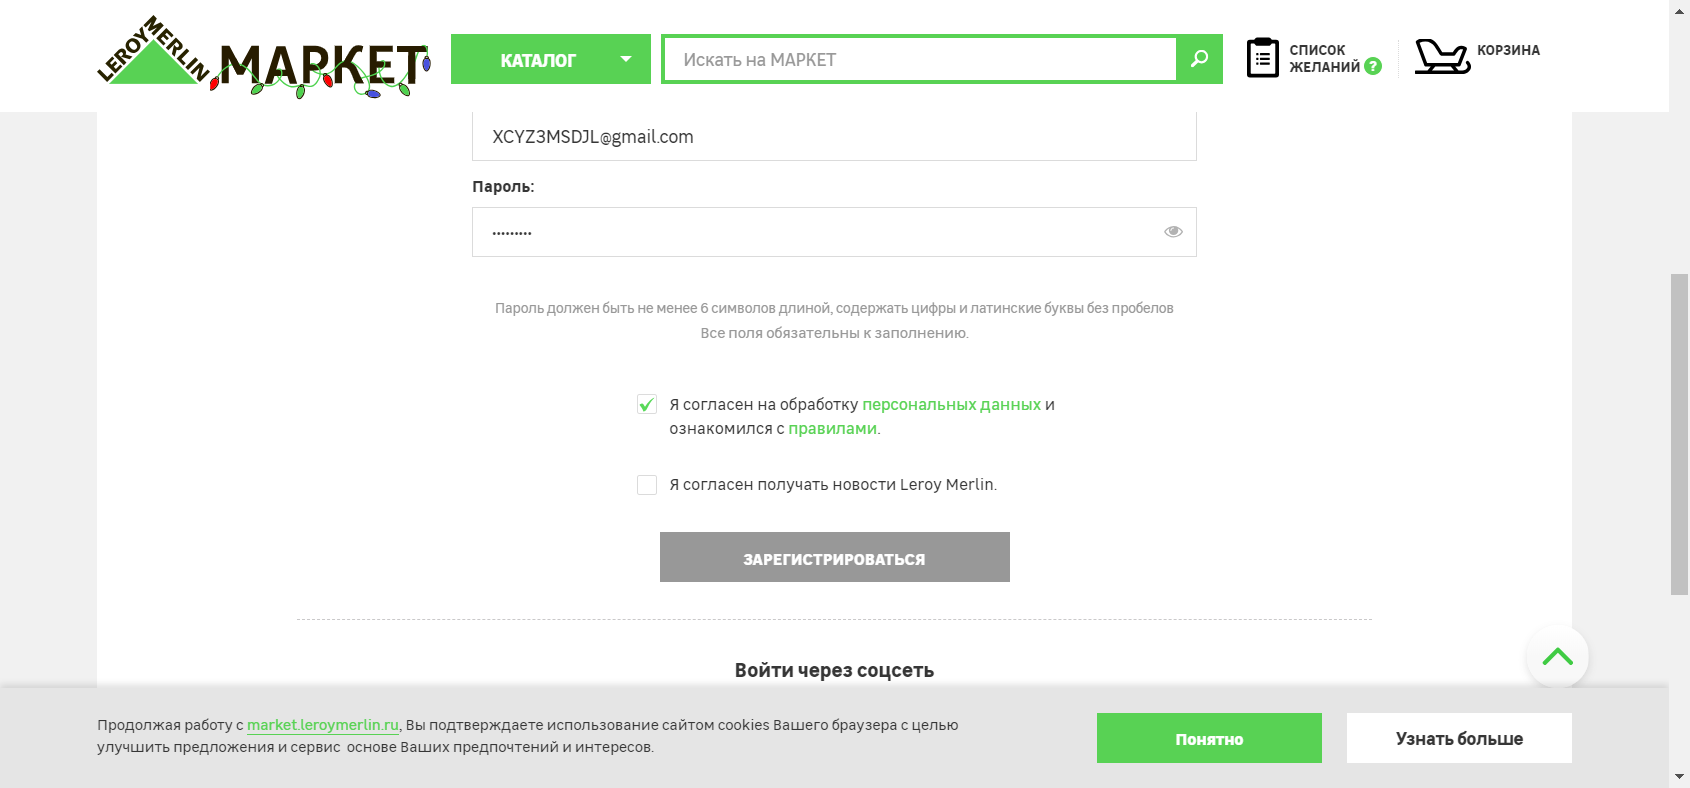 LEROY MERLIN МАРКЕТ
КАТАЛОГ
Искать на МАРКЕТ
СПИСОК
ЖЕЛАНИЙ ?
КОРЗИНА
XCYZ3MSDJL@gmail.com
Пароль:
•••••••••
Пароль должен быть не менее 6 символов длиной, содержать цифры и латинские буквы без пробелов
Все поля обязательны к заполнению.
Я согласен на обработку персональных данных и
ознакомился с правилами.
Я согласен получать новости Leroy Merlin.
ЗАРЕГИСТРИРОВАТЬСЯ
Войти через соцсеть
Продолжая работу с market.leroymerlin.ru, Вы подтверждаете использование сайтом cookies Вашего браузера с целью
улучшить предложения и сервис основе Ваших предпочтений и интересов.
Понятно
Узнать больше